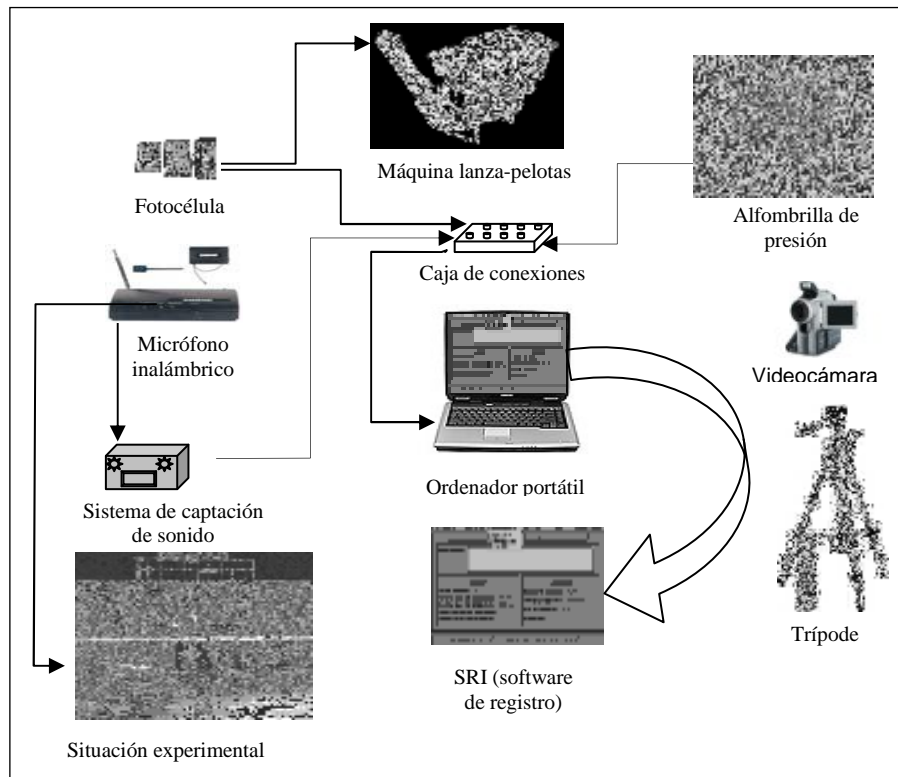 Máquina lanza-pelotas
Fotocélula
Alfombrilla de
presión
Caja de conexiones
Micrófono
inalámbrico
Videocámara
Ordenador portátil
Sistema de captación
de sonido
Trípode
SRI (software
de registro)
Situación experimental